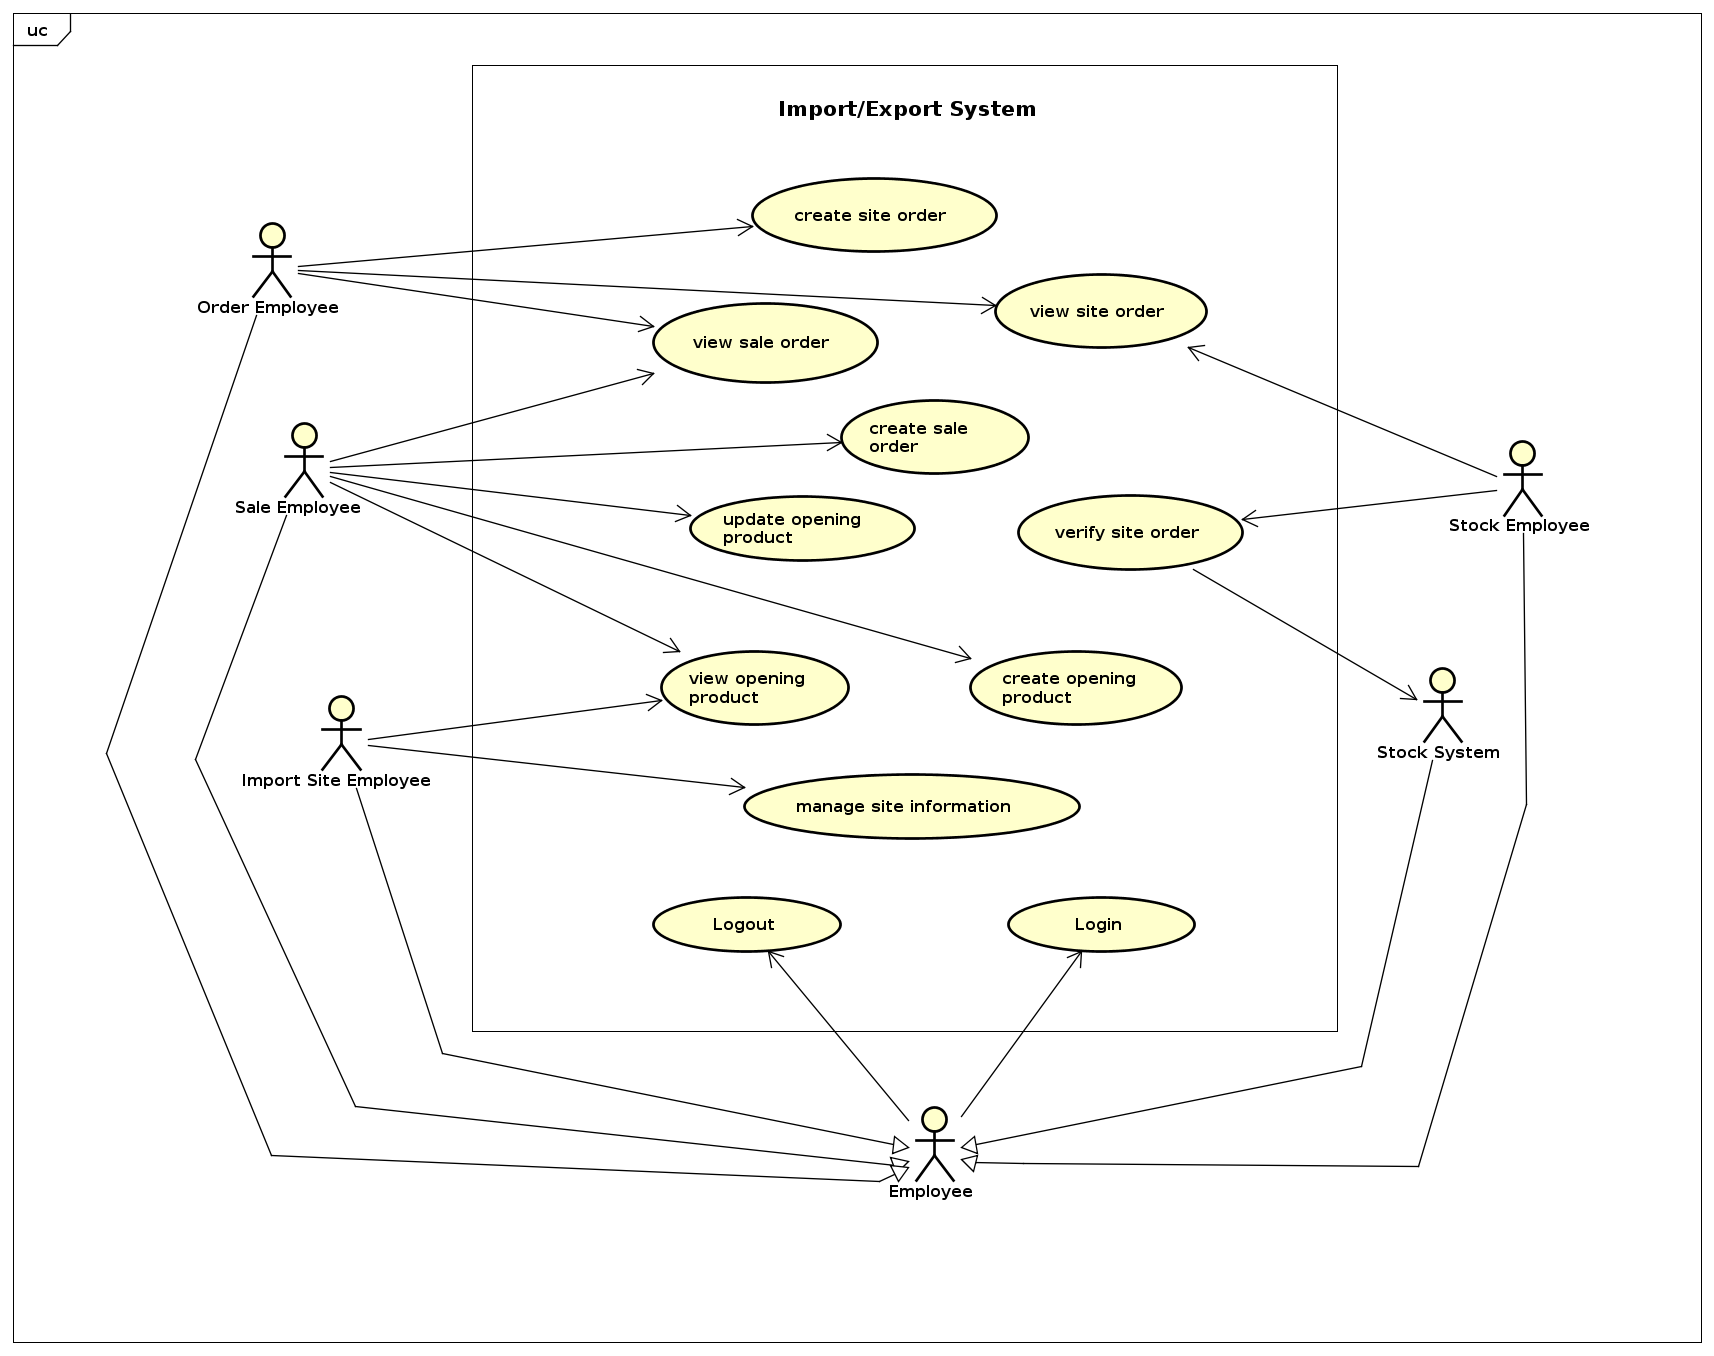 uc
Import/Export System
create site order
Order Employee
view site order
view sale order
create sale
order
Sale Employee
update opening
product
verify site order
Stock Employee
view opening
product
create opening
product
Stock System
Import Site Employee
manage site information
Logout
Login
Employee